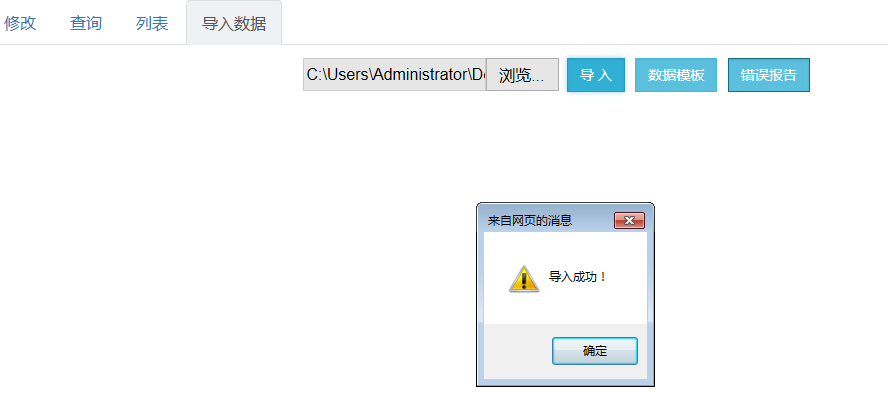 修改 查询 列表 导入数据
C:\Users\Administrator\De 浏览... 导 入 数据模板 错误报告
来自网页的消息
导入成功！
确定